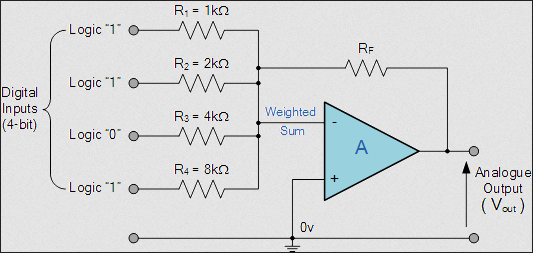 R1 = 1kΩ
Logic "1"
R2 = 2kΩ
Logic "1"
RF
Digital
Inputs
(4-bit)
R3 = 4kΩ
Logic "0"
Weighted
Sum
-
A
R4 = 8kΩ
Logic "1"
+
0v
Analogue
Output
( Vout )